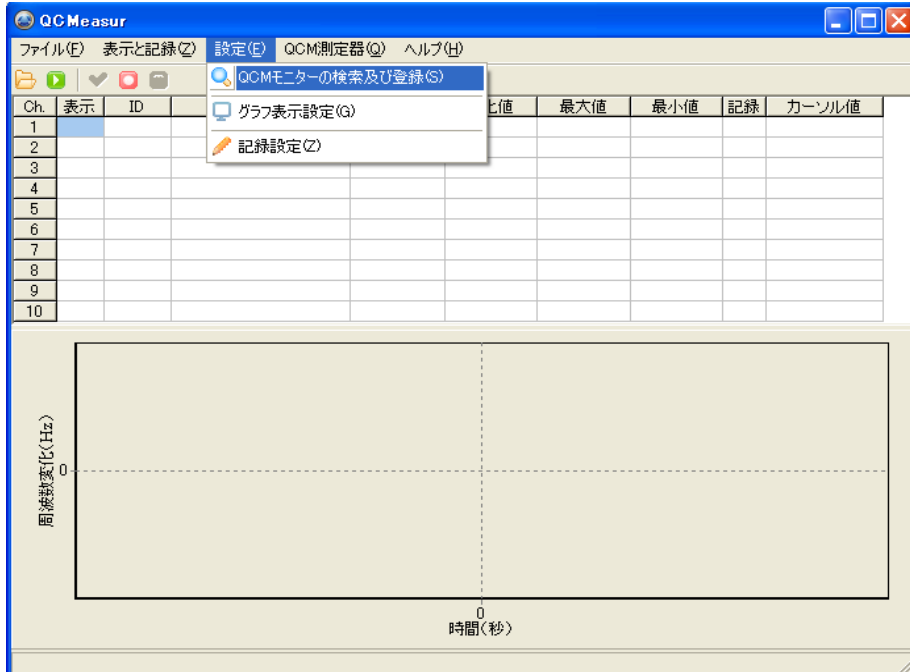 QCMeasur
ファイル(F) 表示と記録(Z) 設定(E) QCM測定器(Q) ヘルプ(H)
QCMモニターの検索及び登録(S)
グラフ表示設定(G)
記録設定(Z)
Ch. 表示 ID 最大値 最小値 記録 カーソル値
1
2
3
4
5
6
7
8
9
10
周波数変化(Hz)
0
0
時間(秒)